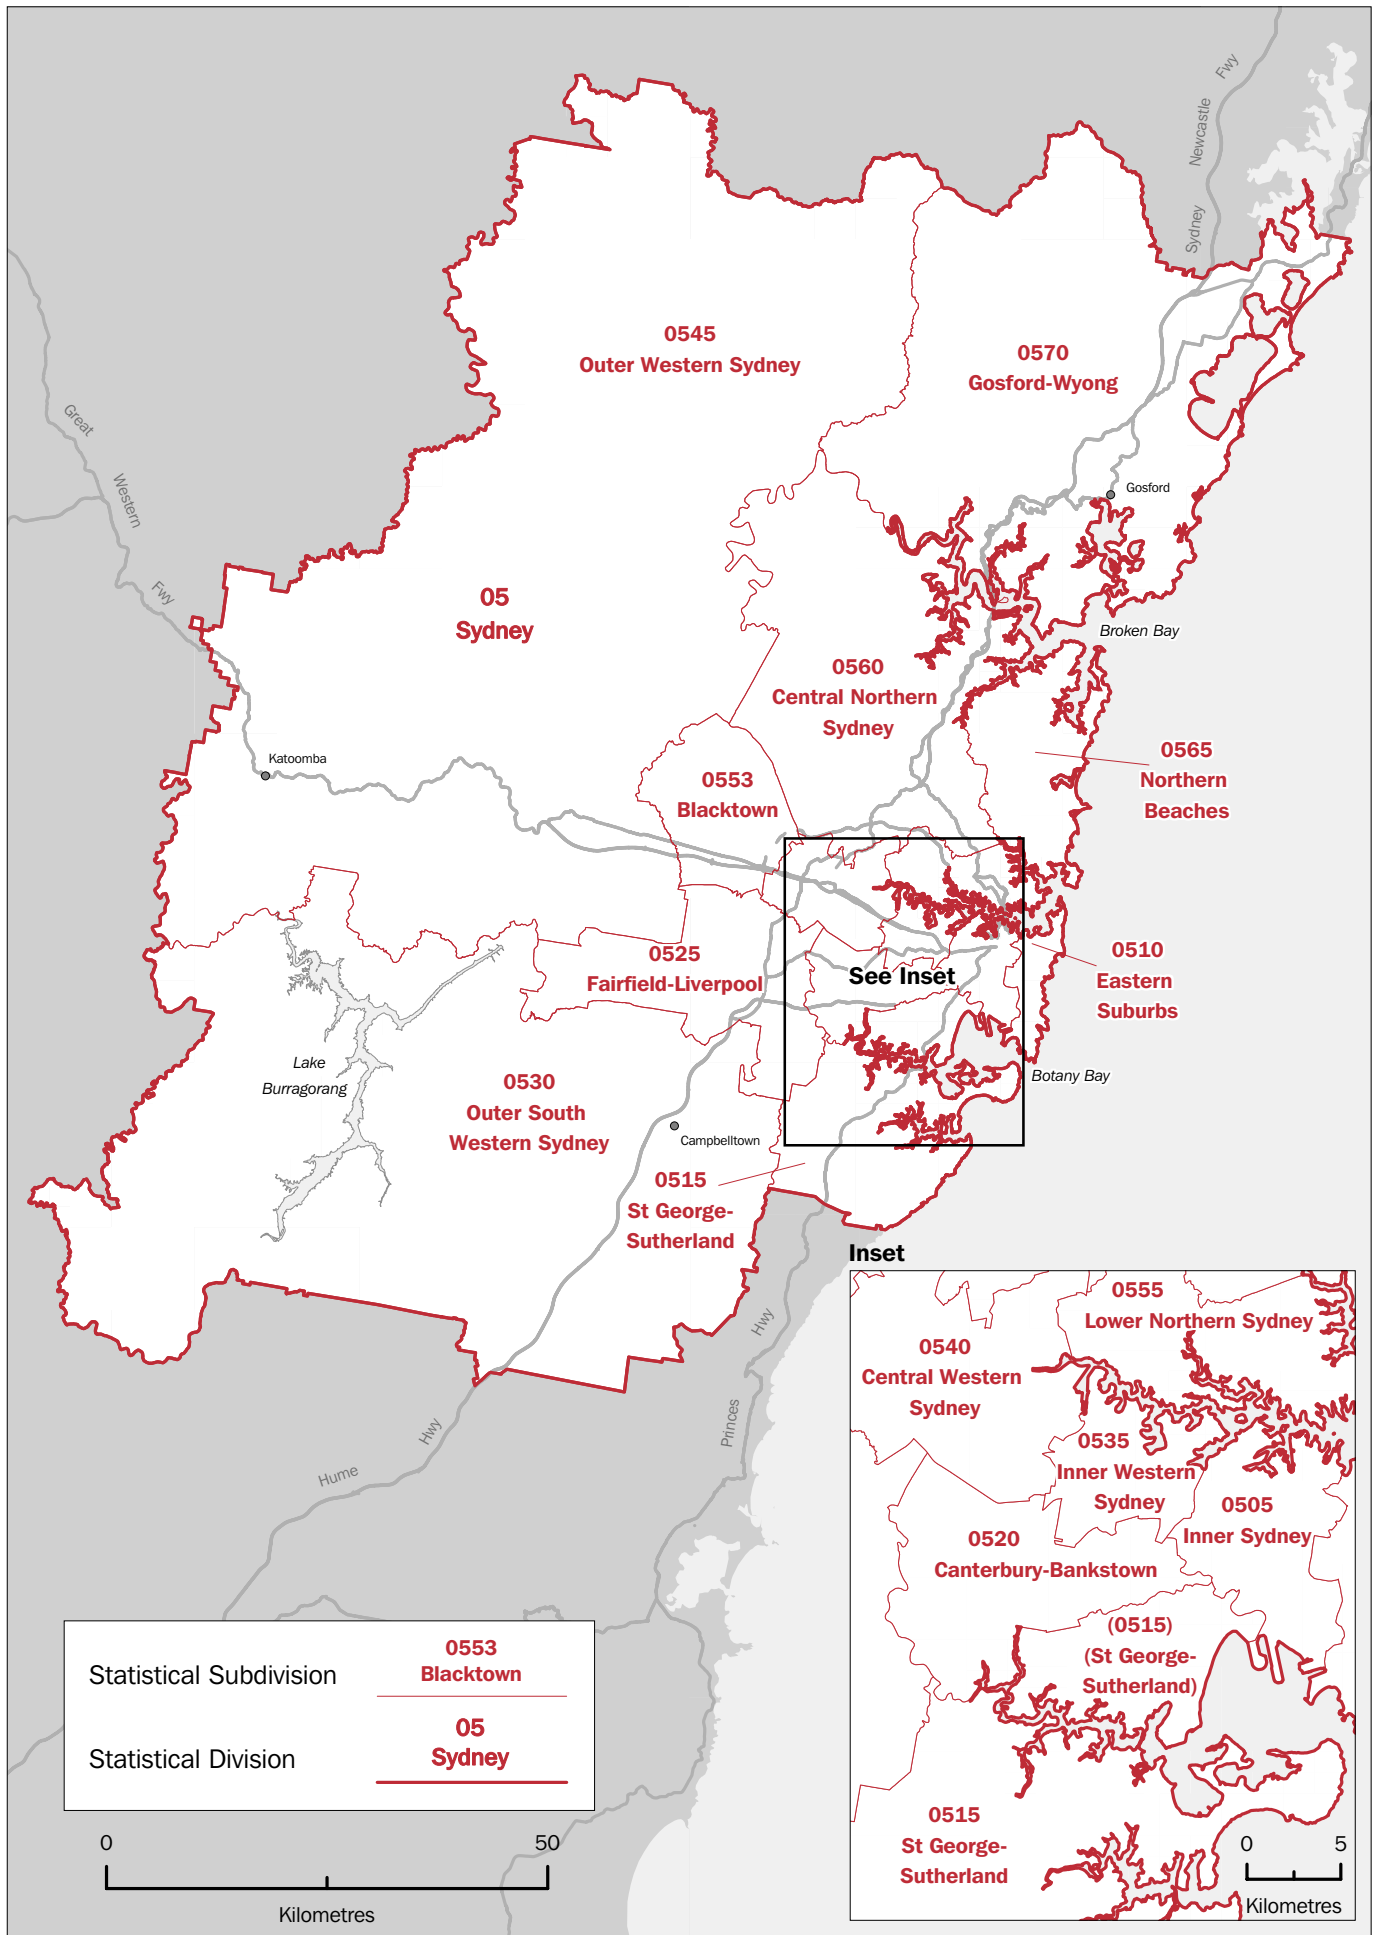 Newcastle Fwy
Sydney
0545
Outer Western Sydney
0570
Gosford-Wyong
Great
Western
Fwy
Gosford
05
Sydney
Broken Bay
0560
Central Northern
Sydney
0565
Northern
Beaches
Katoomba
0553
Blacktown
0525
Fairfield-Liverpool
See Inset
0510
Eastern
Suburbs
Lake
Burragorang
0530
Outer South
Western Sydney
Botany Bay
Campbelltown
0515
St George-
Sutherland
Hwy
Princes
Hwy
Hume
Inset
0555
Lower Northern Sydney
0540
Central Western
Sydney
0535
Inner Western
Sydney
0505
Inner Sydney
0520
Canterbury-Bankstown
(0515)
(St George-
Sutherland)
0515
St George-
Sutherland
0 5
Kilometres
Statistical Subdivision
0553
Blacktown
Statistical Division
05
Sydney
0 50
Kilometres